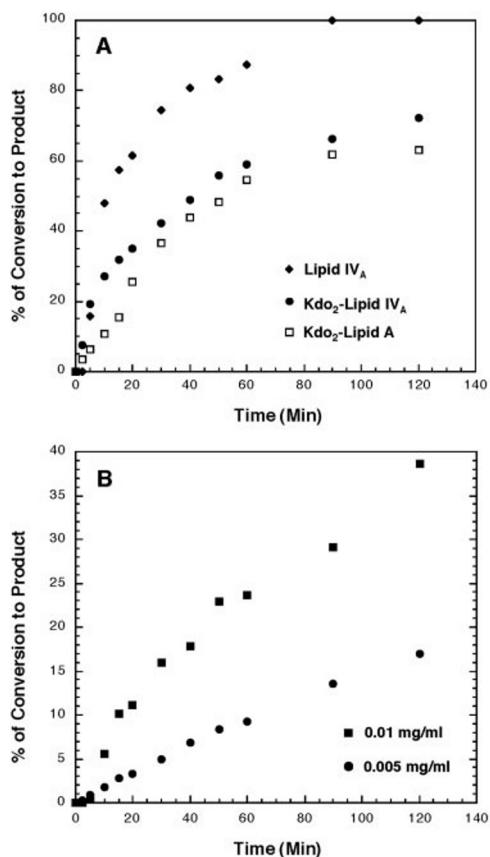 A
100
80
60
40
20
0
% of Conversion to Product
Lipid IVA
Kdo2-Lipid IVA
Kdo2-Lipid A
0 20 40 60 80 100 120 140
Time (Min)
B
40
35
30
25
20
15
10
5
0
% of Conversion to Product
0.01 mg/ml
0.005 mg/ml
0 20 40 60 80 100 120 140
Time (Min)